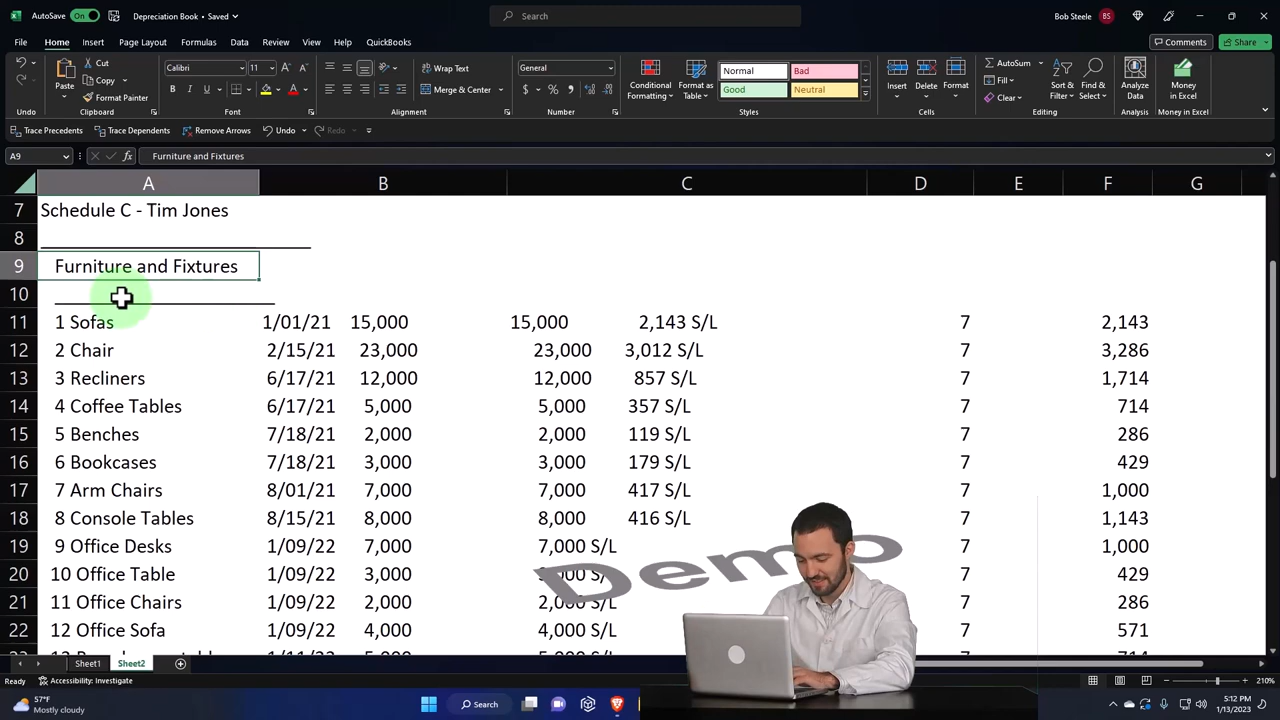 AutoSave On Depreciation Book • Saved Search Bob Steele BS
File Home Insert Page Layout Formulas Data Review View Help QuickBooks Comments Share
Cut Calibri 11 Wrap Text General Normal Bad AutoSum
Copy Fill
Paste Format Painter Merge & Center Conditional Formatting Format as Table Good Neutral Insert Delete Format Clear Sort & Filter Find & Select Analyze Data Money in Excel
Undo Clipboard Font Alignment Number Styles Cells Editing Money in Excel
Trace Precedents Trace Dependents Remove Arrows Undo Redo
A9 fx Furniture and Fixtures
A B C D E F G
7 Schedule C - Tim Jones
8
9 Furniture and Fixtures
10
11 1 Sofas 1/01/21 15,000 15,000 2,143 S/L 7 2,143
12 2 Chair 2/15/21 23,000 23,000 3,012 S/L 7 3,286
13 3 Recliners 6/17/21 12,000 12,000 857 S/L 7 1,714
14 4 Coffee Tables 6/17/21 5,000 5,000 357 S/L 7 714
15 5 Benches 7/18/21 2,000 2,000 119 S/L 7 286
16 6 Bookcases 7/18/21 3,000 3,000 179 S/L 7 429
17 7 Arm Chairs 8/01/21 7,000 7,000 417 S/L 7 1,000
18 8 Console Tables 8/15/21 8,000 8,000 416 S/L 7 1,143
19 9 Office Desks 1/09/22 7,000 7,000 S/L 7 1,000
Demo
20 10 Office Table 1/09/22 3,000 7 429
21 11 Office Chairs 1/09/22 2,000 2,000 S/L 7 286
22 12 Office Sofa 1/09/22 4,000 4,000 S/L 7 571
Sheet1 Sheet2
Ready Accessibility: Investigate 210%
57°F
Mostly cloudy
Search
5:12 PM
1/13/2023